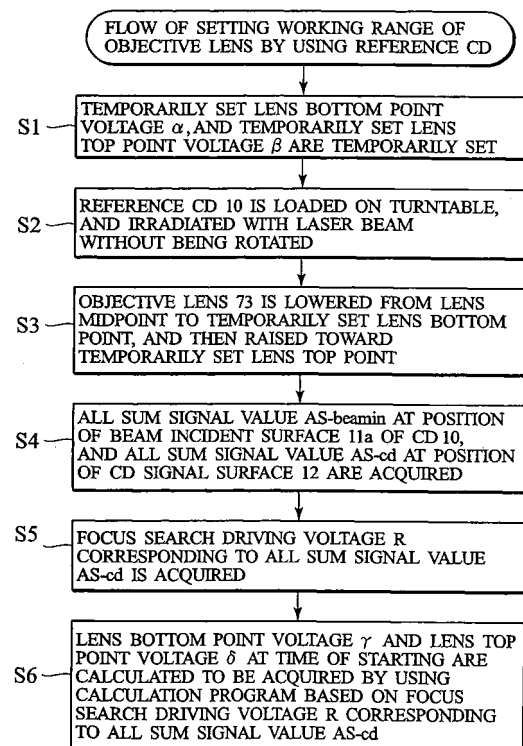 FLOW OF SETTING WORKING RANGE OF
OBJECTIVE LENS BY USING REFERENCE CD
S1
TEMPORARILY SET LENS BOTTOM POINT
VOLTAGE α, AND TEMPORARILY SET LENS
TOP POINT VOLTAGE β ARE TEMPORARILY SET
S2
REFERENCE CD 10 IS LOADED ON TURNTABLE,
AND IRRADIATED WITH LASER BEAM
WITHOUT BEING ROTATED
S3
OBJECTIVE LENS 73 IS LOWERED FROM LENS
MIDPOINT TO TEMPORARILY SET LENS BOTTOM
POINT, AND THEN RAISED TOWARD
TEMPORARILY SET LENS TOP POINT
S4
ALL SUM SIGNAL VALUE AS-beamin AT POSITION
OF BEAM INCIDENT SURFACE 11a OF CD 10,
AND ALL SUM SIGNAL VALUE AS-cd AT POSITION
OF CD SIGNAL SURFACE 12 ARE ACQUIRED
S5
FOCUS SEARCH DRIVING VOLTAGE R
CORRESPONDING TO ALL SUM SIGNAL VALUE
AS-cd IS ACQUIRED
S6
LENS BOTTOM POINT VOLTAGE γ AND LENS TOP
POINT VOLTAGE δ AT TIME OF STARTING ARE
CALCULATED TO BE ACQUIRED BY USING
CALCULATION PROGRAM BASED ON FOCUS
SEARCH DRIVING VOLTAGE R CORRESPONDING
TO ALL SUM SIGNAL VALUE AS-cd